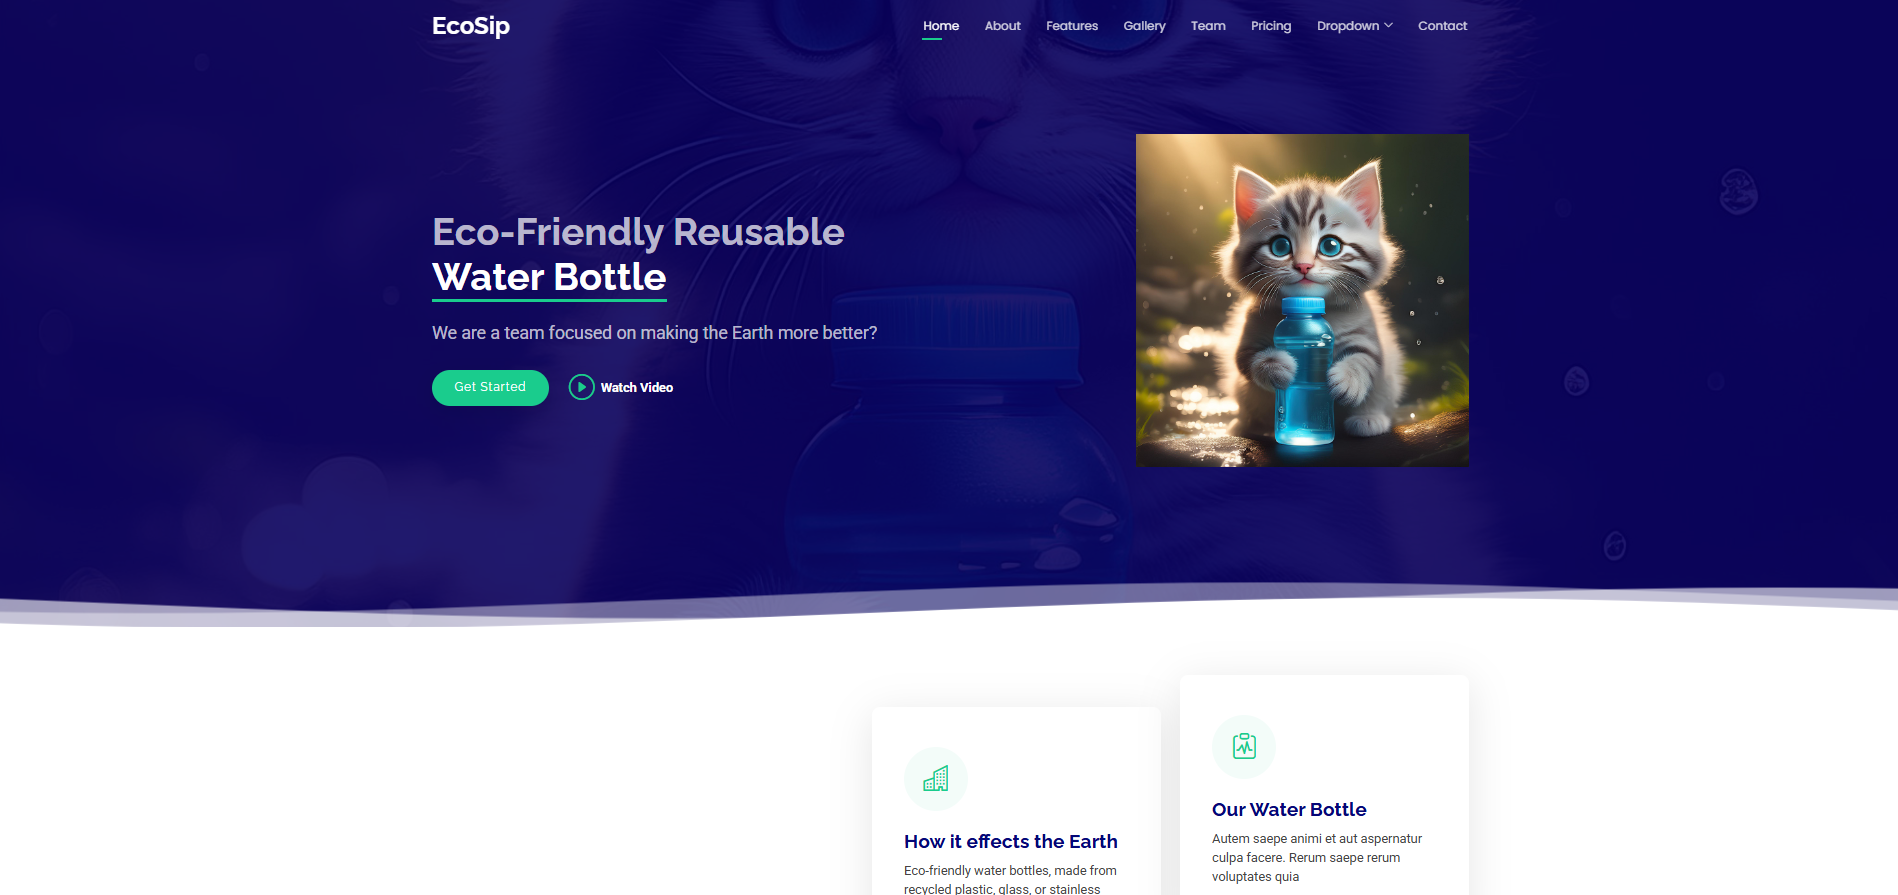 EcoSip
Home About Features Gallery Team Pricing Dropdown Contact
Eco-Friendly Reusable
Water Bottle
We are a team focused on making the Earth more better?
Get Started
Watch Video
How it effects the Earth
Eco-friendly water bottles, made from
recycled plastic, glass, or stainless
Our Water Bottle
Autem saepe animi et aut aspernatur
culpa facere. Rerum saepe rerum
voluptates quia